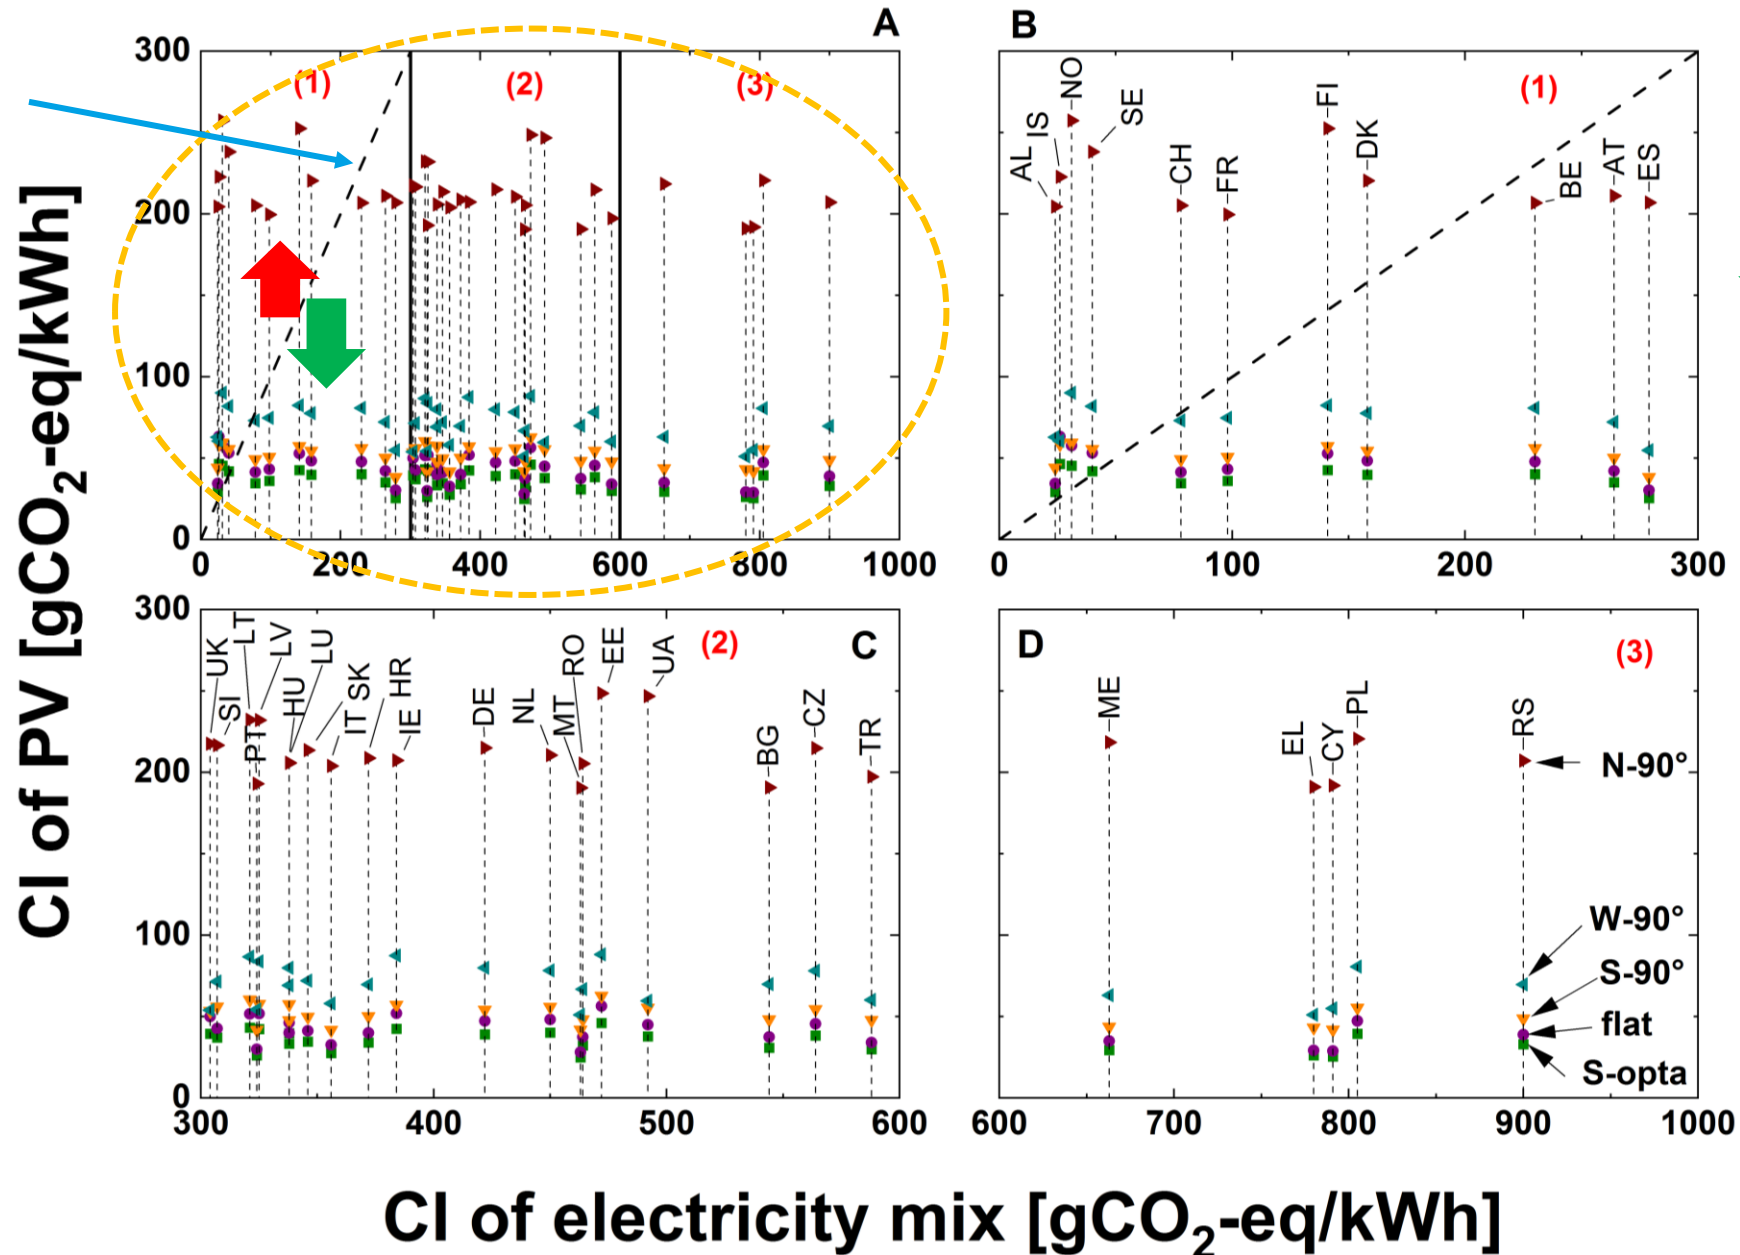 CI of PV [gCO2-eq/kWh]
A
300
200
100
0
(1)
(2)
(3)
0
200
400
600
800
1000
B
(1)
AL
IS
NO
SE
CH
FR
FI
DK
BE
AT
ES
0
100
200
300
C
(2)
300
200
100
0
UK
SI
LT
PT
LV
HU
LU
IT
SK
HR
IE
DE
NL
MT
RO
EE
UA
BG
CZ
TR
300
400
500
600
D
(3)
ME
EL
CY
PL
RS
N-90°
W-90°
S-90°
flat
S-opta
600
700
800
900
1000
CI of electricity mix [gCO2-eq/kWh]